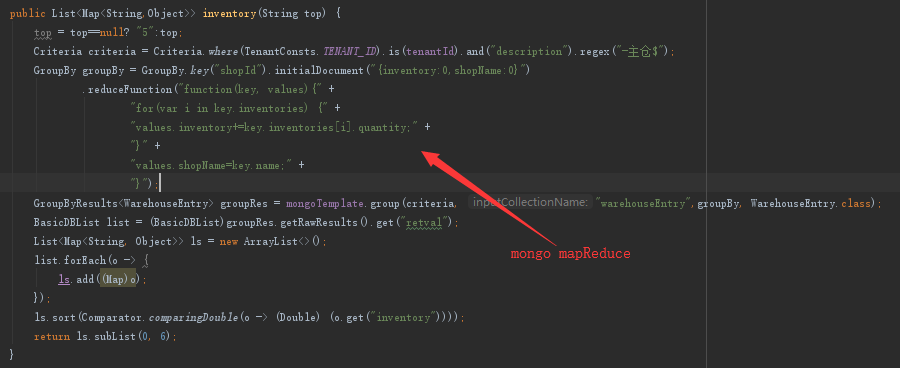 public List<Map<String,Object>> inventory(String top) {
top = top==null? "5":top;
Criteria criteria = Criteria.where(TenantConsts.TENANT_ID).is(tenantId).and("description").regex("-主仓$");
GroupBy groupBy = GroupBy.key("shopId").initialDocument("{inventory:0,shopName:0}")
.reduceFunction("function(key, values){" +
"for(var i in key.inventories) {" +
"values.inventory+=key.inventories[i].quantity;" +
"}" +
"values.shopName=key.name;" +
"}");
GroupByResults<WarehouseEntry> groupRes = mongoTemplate.group(criteria, inputCollectionName: "warehouseEntry",groupBy, WarehouseEntry.class);
BasicDBList list = (BasicDBList)groupRes.getRawResults().get("retval");
List<Map<String, Object>> ls = new ArrayList<>();
mongo mapReduce
list.forEach(o -> {
ls.add((Map)o);
});
ls.sort(Comparator.comparingDouble(o -> (Double) (o.get("inventory"))));
return ls.subList(0, 6);
}